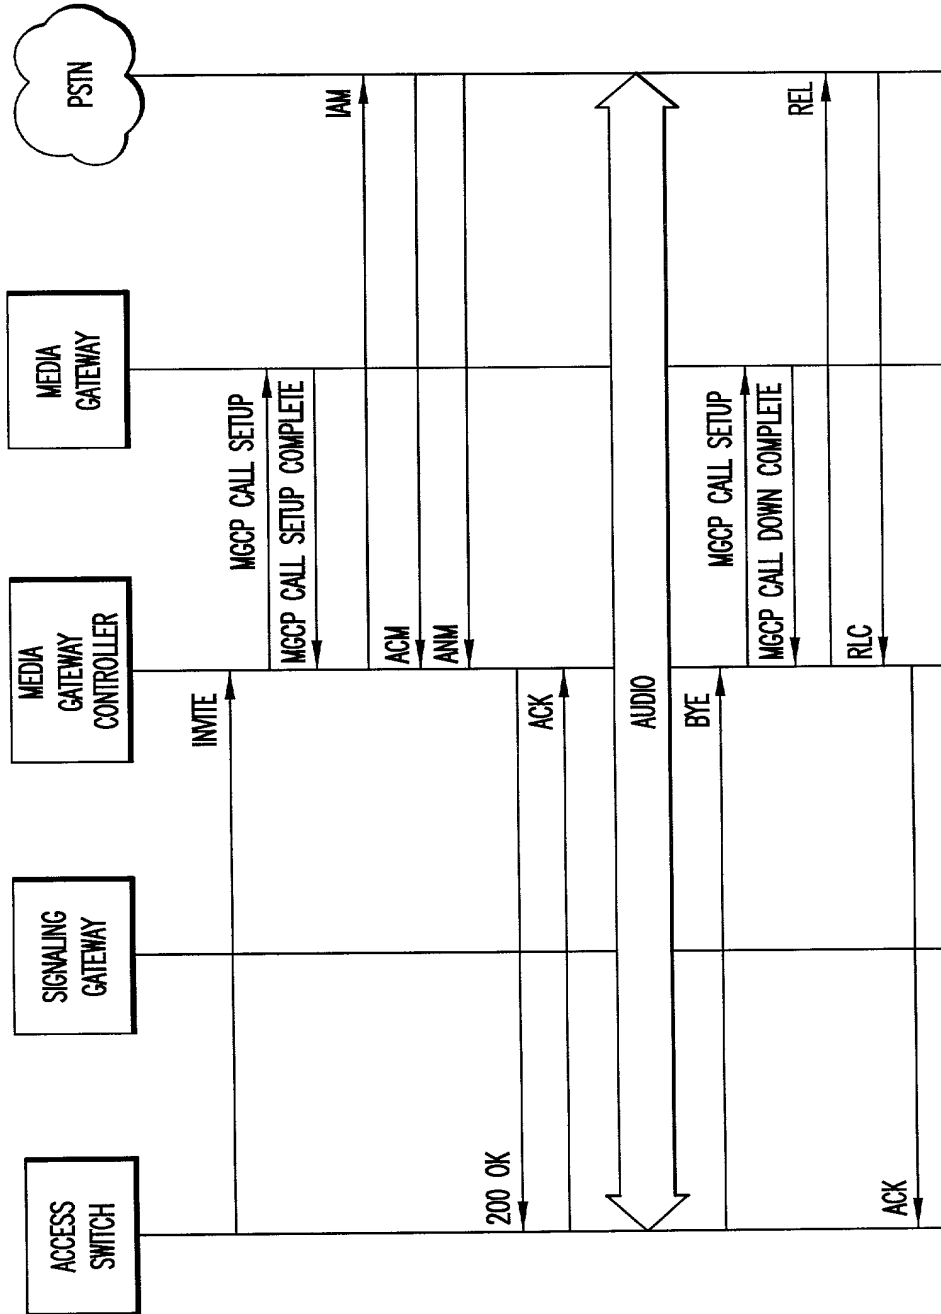 ACCESS
SWITCH
SIGNALING
GATEWAY
MEDIA
GATEWAY
CONTROLLER
MEDIA
GATEWAY
PSTN
INVITE
MGCP CALL SETUP
MGCP CALL SETUP COMPLETE
IAM
ACM
ANM
200 OK
ACK
AUDIO
BYE
MGCP CALL SETUP
MGCP CALL DOWN COMPLETE
REL
RLC
ACK